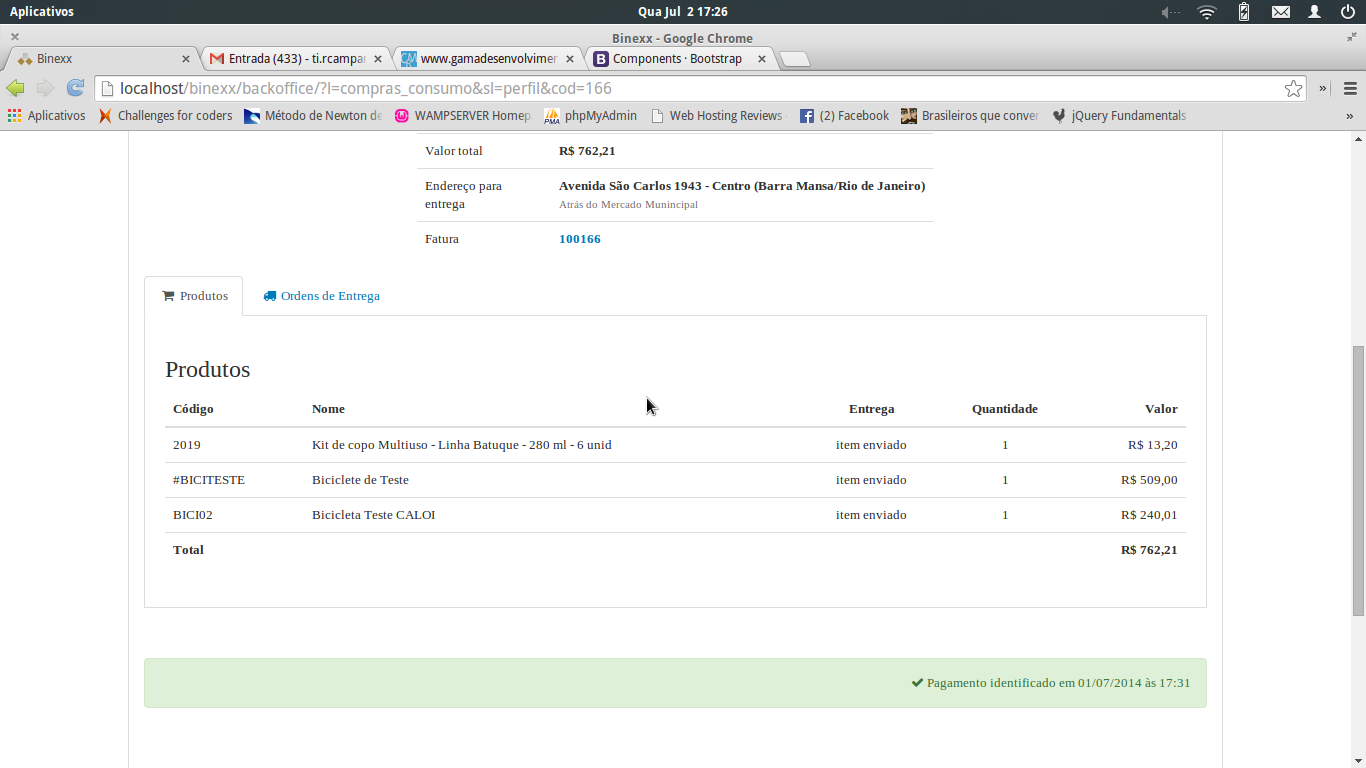 Aplicativos
Qua Jul 2 17:26
Binexx - Google Chrome
Binexx
Entrada (433) - ti.rcampa
www.gamadesenvolvimen
Components · Bootstrap
localhost/binexx/backoffice/?l=compras_consumo&sl=perfil&cod=166
Aplicativos
Challenges for coders
Método de Newton de
WAMPSERVER Homep
phpMyAdmin
Web Hosting Reviews
(2) Facebook
Brasileiros que conver
jQuery Fundamentals
Valor total R$ 762,21
Endereço para entrega Avenida São Carlos 1943 - Centro (Barra Mansa/Rio de Janeiro)
Atrás do Mercado Munincipal
Fatura 100166
Produtos Ordens de Entrega
Produtos
Código Nome Entrega Quantidade Valor
2019 Kit de copo Multiuso - Linha Batuque - 280 ml - 6 unid item enviado 1 R$ 13,20
#BICITESTE Biciclete de Teste item enviado 1 R$ 509,00
BICI02 Bicicleta Teste CALOI item enviado 1 R$ 240,01
Total R$ 762,21
Pagamento identificado em 01/07/2014 às 17:31